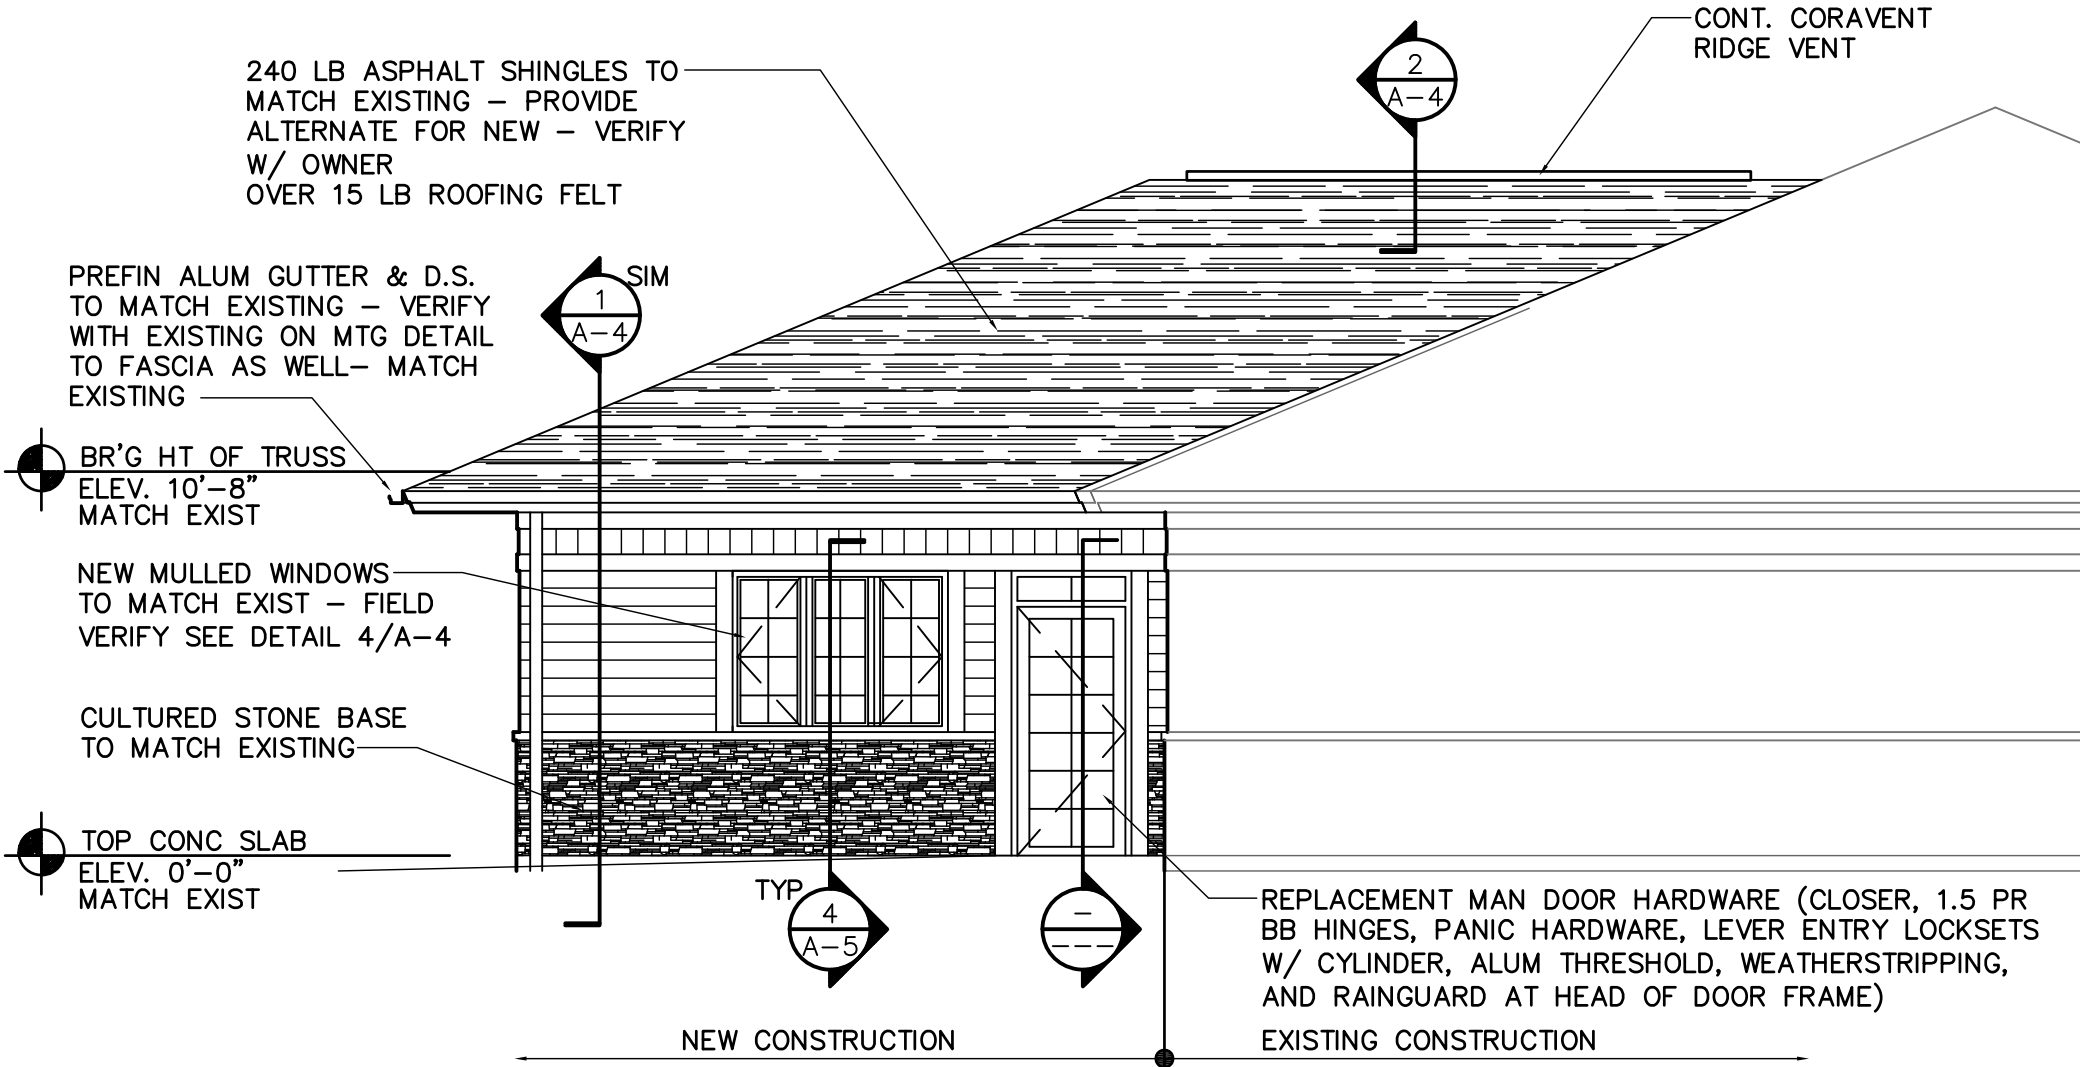 CONT. CORAVENT
RIDGE VENT
2
A-4
240 LB ASPHALT SHINGLES TO
MATCH EXISTING – PROVIDE
ALTERNATE FOR NEW – VERIFY
W/ OWNER
OVER 15 LB ROOFING FELT
PREFIN ALUM GUTTER & D.S.
TO MATCH EXISTING – VERIFY
WITH EXISTING ON MTG DETAIL
TO FASCIA AS WELL– MATCH
EXISTING
SIM
1
A-4
BR'G HT OF TRUSS
ELEV. 10'-8"
MATCH EXIST
NEW MULLED WINDOWS
TO MATCH EXIST – FIELD
VERIFY SEE DETAIL 4/A-4
CULTURED STONE BASE
TO MATCH EXISTING
TOP CONC SLAB
ELEV. 0'-0"
MATCH EXIST
TYP
4
A-5
-
---
REPLACEMENT MAN DOOR HARDWARE (CLOSER, 1.5 PR
BB HINGES, PANIC HARDWARE, LEVER ENTRY LOCKSETS
W/ CYLINDER, ALUM THRESHOLD, WEATHERSTRIPPING,
AND RAINGUARD AT HEAD OF DOOR FRAME)
NEW CONSTRUCTION
EXISTING CONSTRUCTION